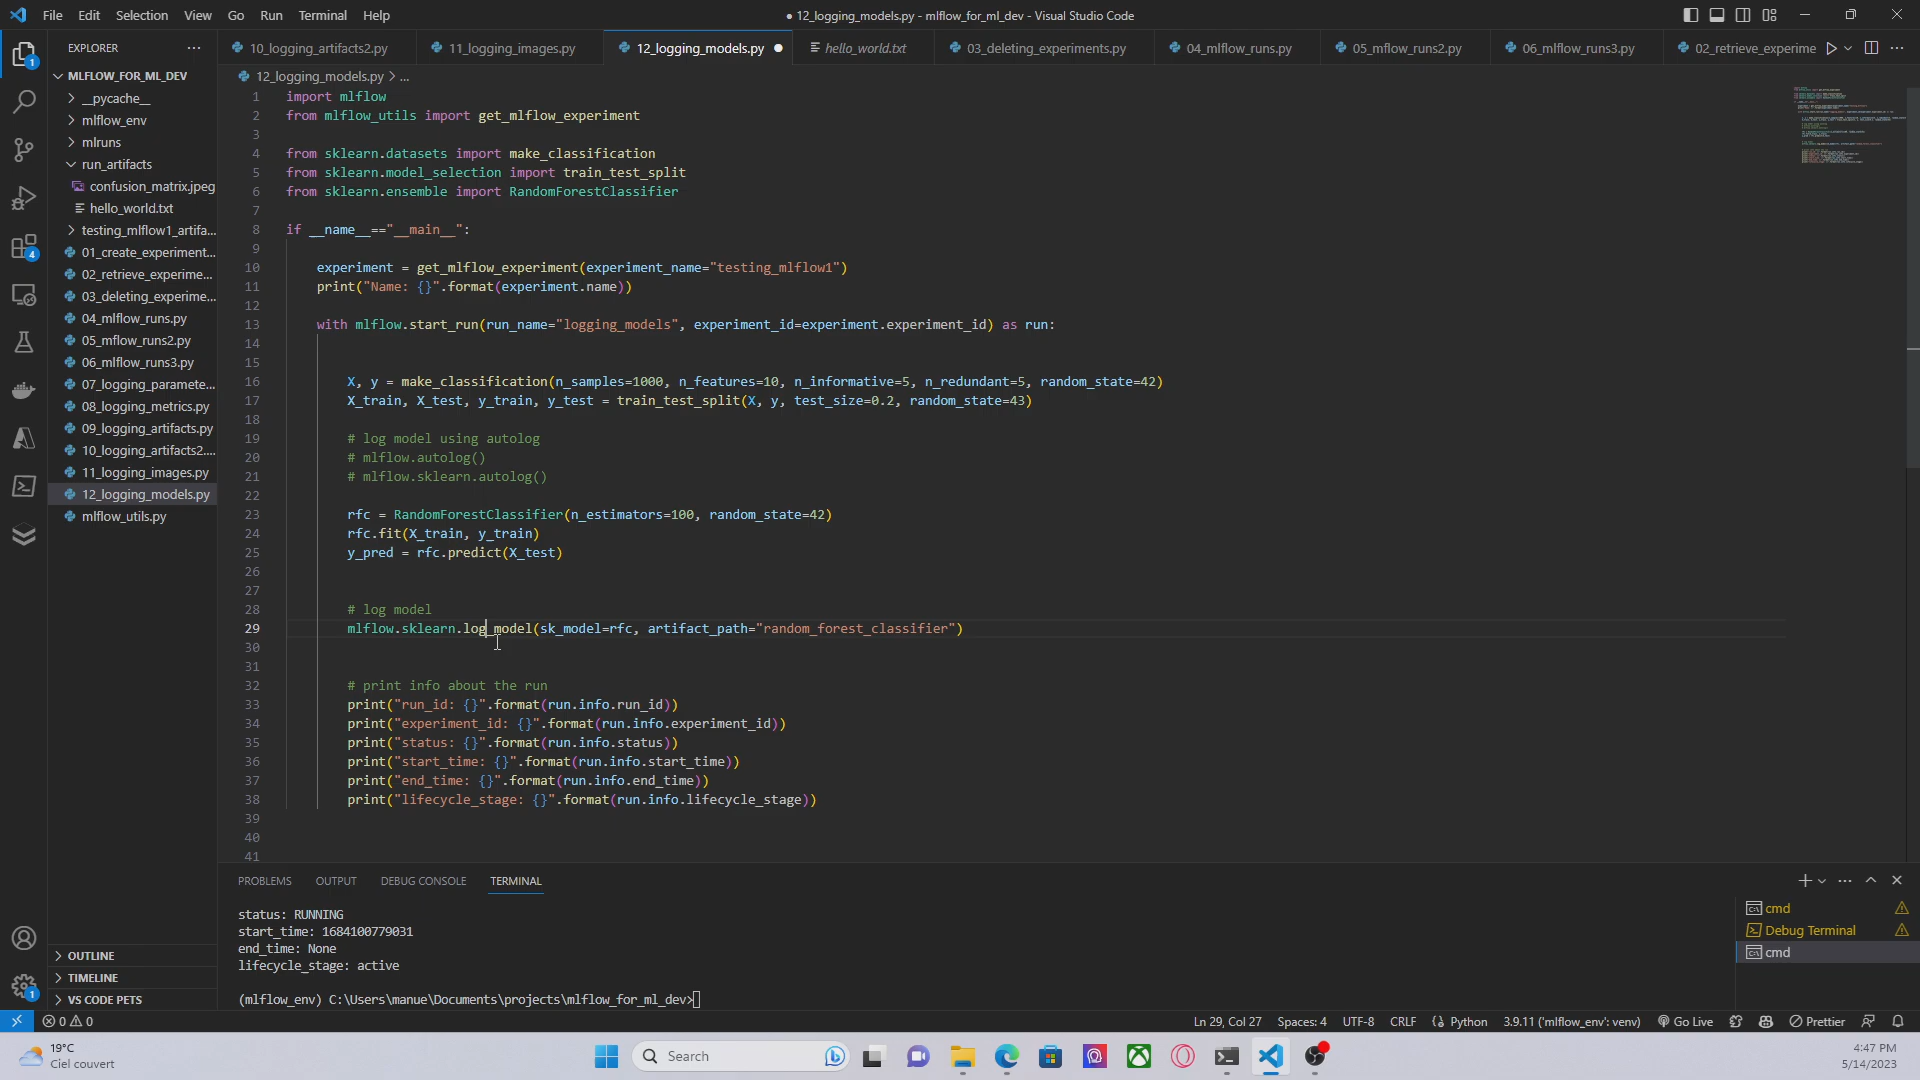 File Edit Selection View Go Run Terminal Help
● 12_logging_models.py - mlflow_for_ml_dev - Visual Studio Code
EXPLORER
10_logging_artifacts2.py 11_logging_images.py 12_logging_models.py hello_world.txt 03_deleting_experiments.py 04_mlflow_runs.py 05_mflow_runs2.py 06_mlflow_runs3.py 02_retrieve_experime
MLFLOW_FOR_ML_DEV
__pycache__
mlflow_env
mlruns
run_artifacts
confusion_matrix.jpeg
hello_world.txt
testing_mlflow1_artifa...
01_create_experiment...
02_retrieve_experime...
03_deleting_experime...
04_mlflow_runs.py
05_mflow_runs2.py
06_mlflow_runs3.py
07_logging_paramete...
08_logging_metrics.py
09_logging_artifacts.py
10_logging_artifacts2....
11_logging_images.py
12_logging_models.py
mlflow_utils.py
OUTLINE
TIMELINE
VS CODE PETS
1
4
1
12_logging_models.py > ...
1 import mlflow
2 from mlflow_utils import get_mlflow_experiment
3
4 from sklearn.datasets import make_classification
5 from sklearn.model_selection import train_test_split
6 from sklearn.ensemble import RandomForestClassifier
7
8 if __name__=="__main__":
9
10 experiment = get_mlflow_experiment(experiment_name="testing_mlflow1")
11 print("Name: {}".format(experiment.name))
12
13 with mlflow.start_run(run_name="logging_models", experiment_id=experiment.experiment_id) as run:
14
15
16 X, y = make_classification(n_samples=1000, n_features=10, n_informative=5, n_redundant=5, random_state=42)
17 X_train, X_test, y_train, y_test = train_test_split(X, y, test_size=0.2, random_state=43)
18
19 # log model using autolog
20 # mlflow.autolog()
21 # mlflow.sklearn.autolog()
22
23 rfc = RandomForestClassifier(n_estimators=100, random_state=42)
24 rfc.fit(X_train, y_train)
25 y_pred = rfc.predict(X_test)
26
27
28 # log model
29 mlflow.sklearn.log_model(sk_model=rfc, artifact_path="random_forest_classifier")
30
31
32 # print info about the run
33 print("run_id: {}".format(run.info.run_id))
34 print("experiment_id: {}".format(run.info.experiment_id))
35 print("status: {}".format(run.info.status))
36 print("start_time: {}".format(run.info.start_time))
37 print("end_time: {}".format(run.info.end_time))
38 print("lifecycle_stage: {}".format(run.info.lifecycle_stage))
39
40
41
PROBLEMS OUTPUT DEBUG CONSOLE TERMINAL
status: RUNNING
start_time: 1684100779031
end_time: None
lifecycle_stage: active
(mlflow_env) C:\Users\manue\Documents\projects\mlflow_for_ml_dev>
cmd
Debug Terminal
cmd
0 0 Ln 29, Col 27 Spaces: 4 UTF-8 CRLF Python 3.9.11 ('mlflow_env': venv) Go Live Prettier
19°C
Ciel couvert
Search
4:47 PM
5/14/2023